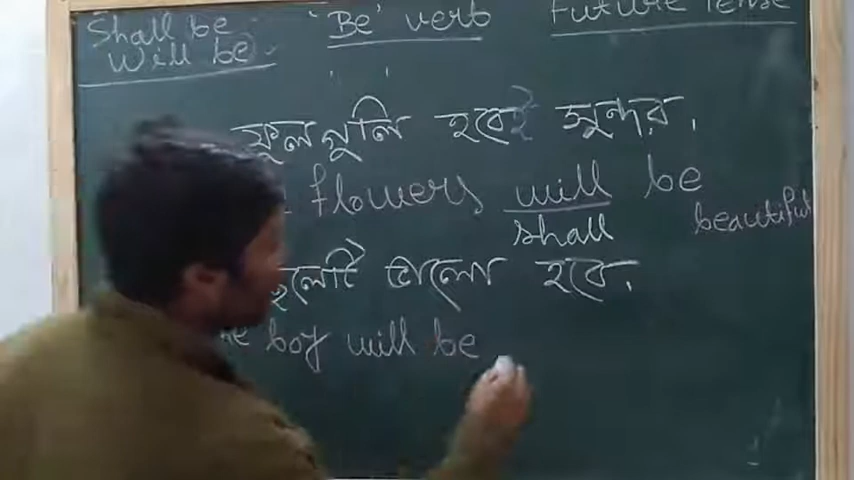 Shall be 'Be' verb Future Tense
Will be
ফুলগুলি হবেই সুন্দর,
flowers will be beautiful
shall
ছেলেটি ভালো হবে,
The boy will be